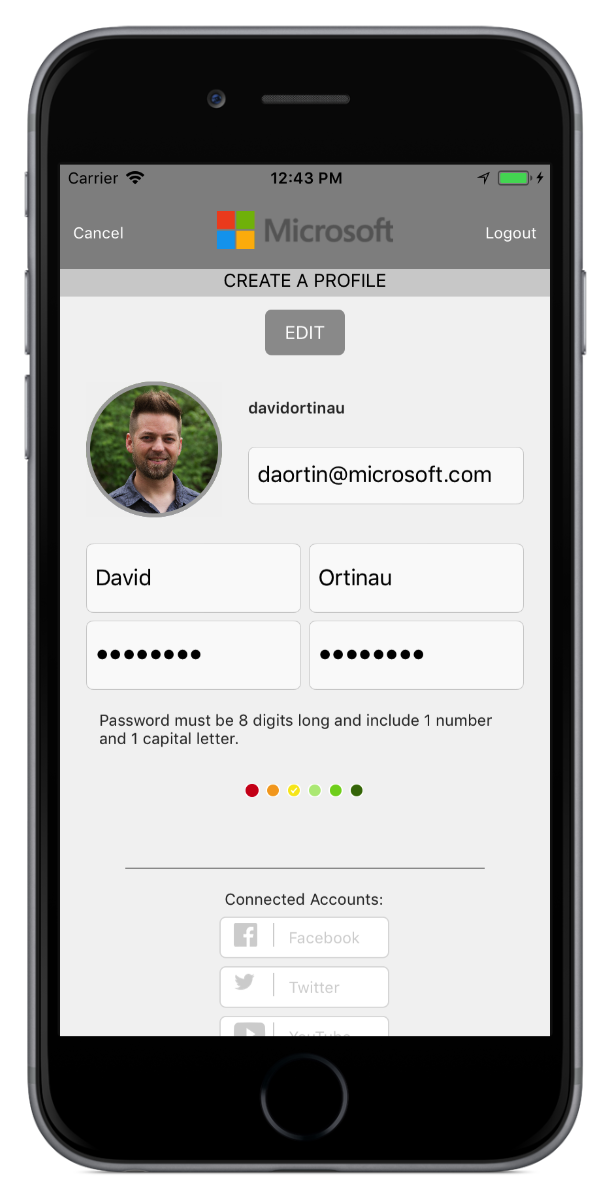 Carrier 12:43 PM
Cancel Microsoft Logout
CREATE A PROFILE
EDIT
davidortinau
daortin@microsoft.com
David Ortinau
•••••••• ••••••••
Password must be 8 digits long and include 1 number
and 1 capital letter.
Connected Accounts:
Facebook
Twitter
YouTube